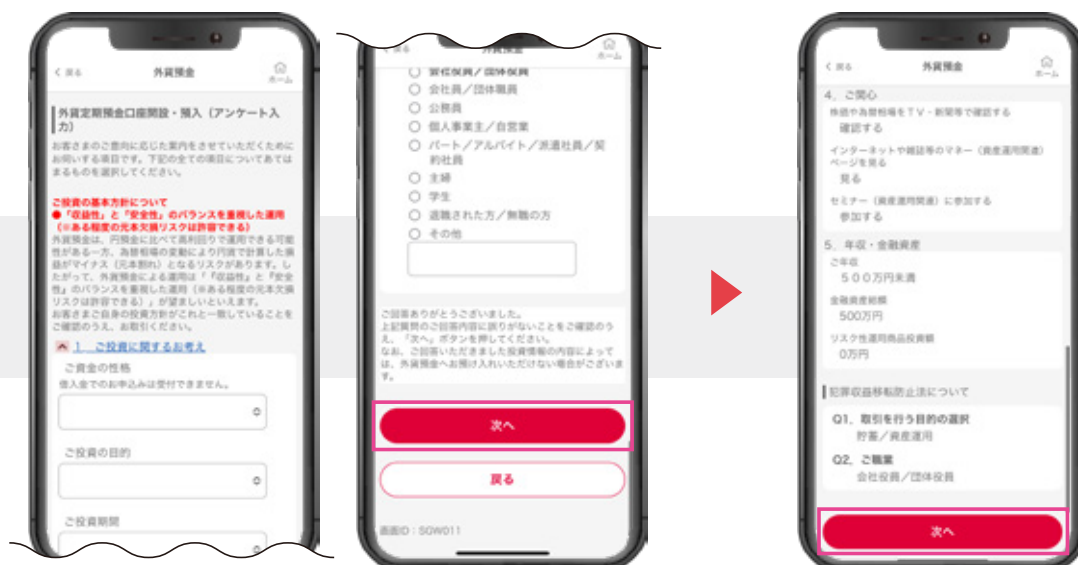 く 戻る 外貨預金 ホーム
外貨定期預金口座開設・預入（アンケート入
力）
お客さまのご意向に応じた案内をさせていただくために
お伺いする項目です。下記の全ての項目についてあては
まるものを選択してください。
ご投資の基本方針について
●「収益性」と「安全性」のバランスを重視した運用
（※ある程度の元本欠損リスクは許容できる）
外貨預金は、円預金に比べて高利回りで運用できる可能
性がある一方、為替相場の変動により円貨で計算した損
益がマイナス（元本割れ）となるリスクがあります。し
たがって、外貨預金による運用は「『収益性』と『安全
性』のバランスを重視した運用（※ある程度の元本欠損
リスクは許容できる）」が望ましいといえます。
お客さまご自身の投資方針がこれと一致していることを
ご確認のうえ、お取引ください。
1．ご投資に関するお考え
ご資金の性格
借入金でのお申込みは受付できません。
ご投資の目的
ご投資期間
く 戻る 外貨預金 ホーム
会社役員／団体役員
会社員／団体職員
公務員
個人事業主／自営業
パート／アルバイト／派遣社員／契
約社員
主婦
学生
退職された方／無職の方
その他
ご回答ありがとうございました。
上記質問のご回答内容に誤りがないことをご確認のう
え、「次へ」ボタンを押してください。
なお、ご回答いただきました投資情報の内容によって
は、外貨預金へお預け入れいただけない場合がございま
す。
次へ
戻る
画面ID：SGW011
く 戻る 外貨預金 ホーム
4．ご関心
株価や為替相場をＴＶ・新聞等で確認する
確認する
インターネットや雑誌等のマネー（資産運用関連）
ページを見る
見る
セミナー（資産運用関連）に参加する
参加する
5．年収・金融資産
ご年収
５００万円未満
金融資産総額
500万円
リスク性運用商品投資額
0万円
犯罪収益移転防止法について
Q1．取引を行う目的の選択
貯蓄／資産運用
Q2．ご職業
会社役員／団体役員
次へ